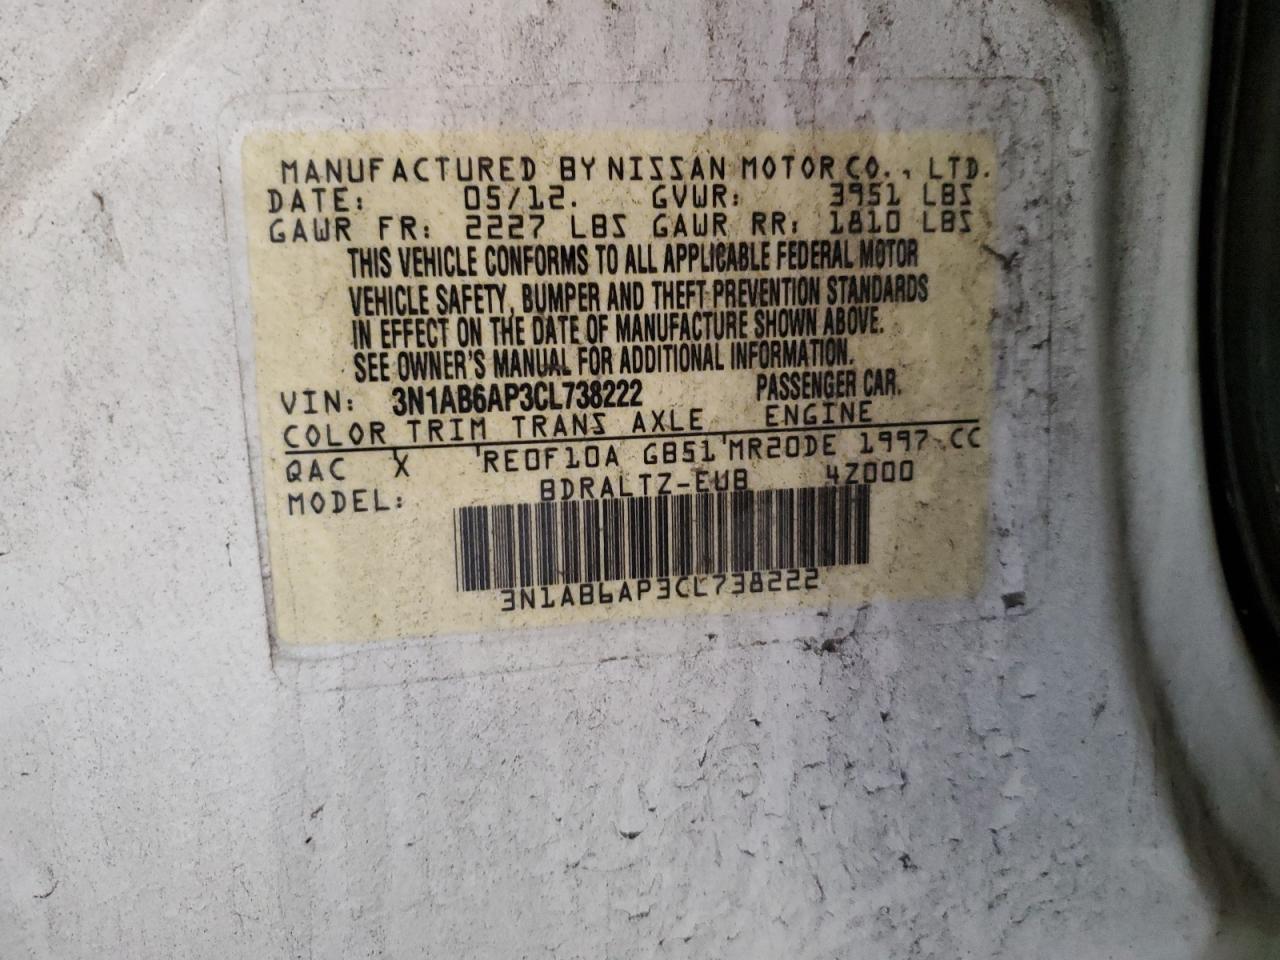 MANUFACTURED BY NISSAN MOTOR CO., LTD.
DATE: 05/12. GVWR: 3951 LBS
GAWR FR: 2227 LBS GAWR RR: 1810 LBS
THIS VEHICLE CONFORMS TO ALL APPLICABLE FEDERAL MOTOR
VEHICLE SAFETY, BUMPER AND THEFT PREVENTION STANDARDS
IN EFFECT ON THE DATE OF MANUFACTURE SHOWN ABOVE.
SEE OWNER'S MANUAL FOR ADDITIONAL INFORMATION.
VIN: 3N1AB6AP3CL738222 PASSENGER CAR.
COLOR TRIM TRANS AXLE ENGINE
QAC X RE0F10A GB51 MR20DE 1997 CC
MODEL: BDRALTZ-EUB 4Z000
3N1AB6AP3CL738222